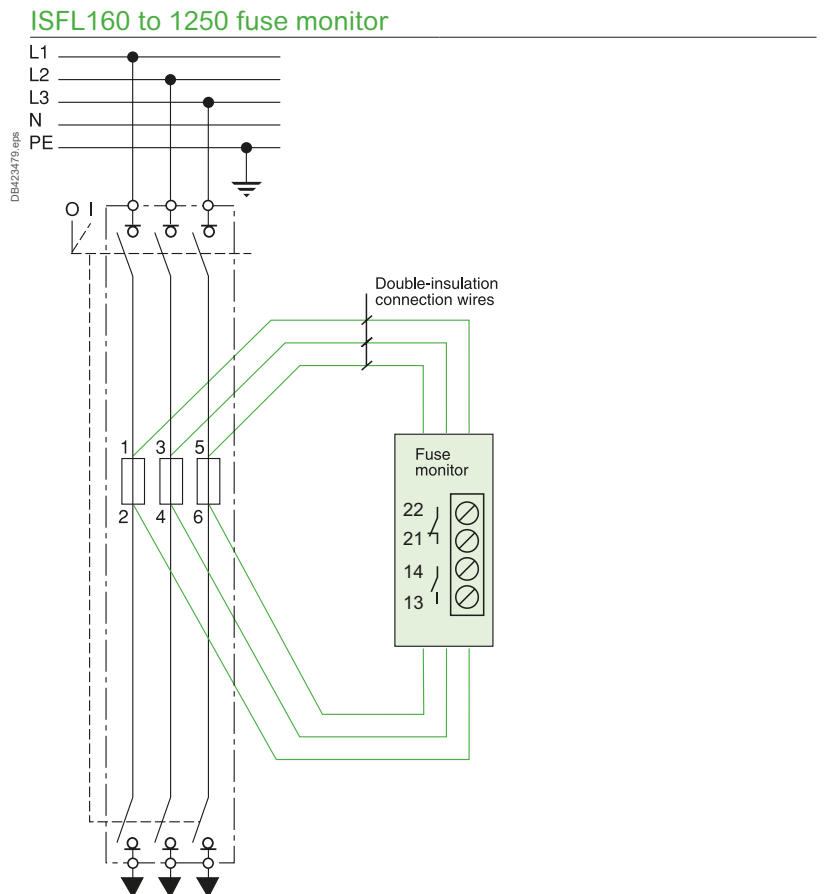 ISFL160 to 1250 fuse monitor
L1
L2
L3
N
PE
DB423479.eps
O I
Double-insulation
connection wires
1 3 5
2 4 6
Fuse
monitor
22
21
14
13